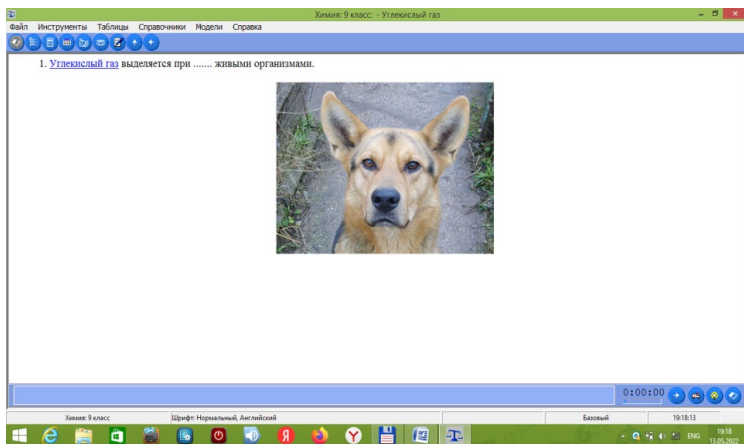 Химия: 9 класс: - Углекислый газ
Файл Инструменты Таблицы Справочники Модели Справка
1. Углекислый газ выделяется при ....... живыми организмами.
0:00:00
Химия: 9 класс Шрифт: Нормальный, Английский Базовый 19:18:13
ENG 19:18
13.05.2022